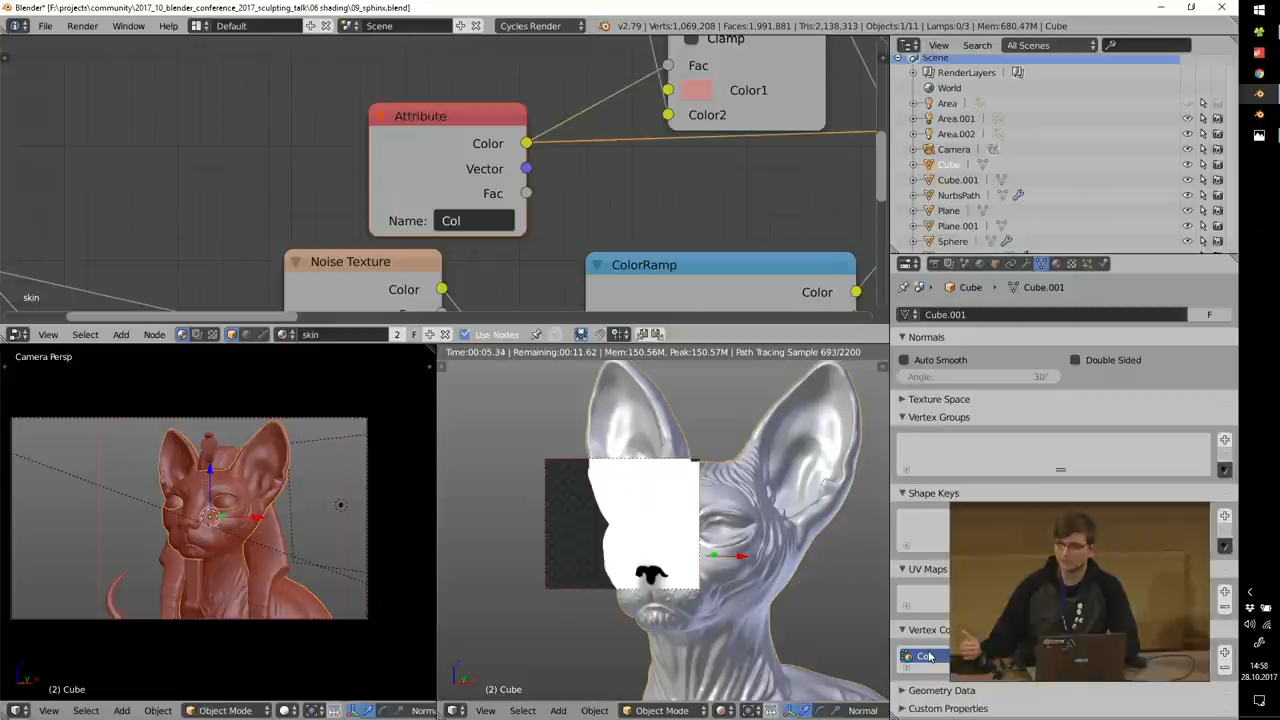 Blender* [F:\projects\community\2017_10_blender_conference_2017_sculpting_talk\06 shading\09_sphinx.blend]
File Render Window Help Default Scene Cycles Render v2.79 | Verts:1,069,208 | Faces:1,991,881 | Tris:2,138,313 | Objects:1/11 | Lamps:0/3 | Mem:680.47M | Cube
View Search All Scenes
Clamp
Fac
Color1
Color2
Attribute
Color
Vector
Fac
Name: Col
Noise Texture
Color
ColorRamp
Color
skin
View Select Add Node skin 2 F Use Nodes
Scene
RenderLayers
World
Area
Area.001
Area.002
Camera
Cube
Cube.001
NurbsPath
Plane
Plane.001
Sphere
Cube Cube.001
Cube.001 F
Normals
Auto Smooth Double Sided
Angle: 30°
Texture Space
Vertex Groups
Shape Keys
UV Maps
Vertex Co
Geometry Data
Custom Properties
Camera Persp
(2) Cube
View Select Add Object Object Mode Norm
Time:00:05.34 | Remaining:00:11.62 | Mem:150.56M, Peak:150.57M | Path Tracing Sample 693/2200
(2) Cube
View Select Add Object Object Mode Normal
14:58
28.10.2017